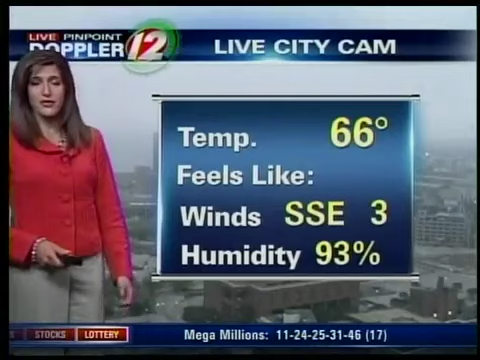 LIVE PINPOINT
DOPPLER 12
LIVE CITY CAM
Temp. 66°
Feels Like:
Winds SSE 3
Humidity 93%
STOCKS LOTTERY Mega Millions: 11-24-25-31-46 (17)